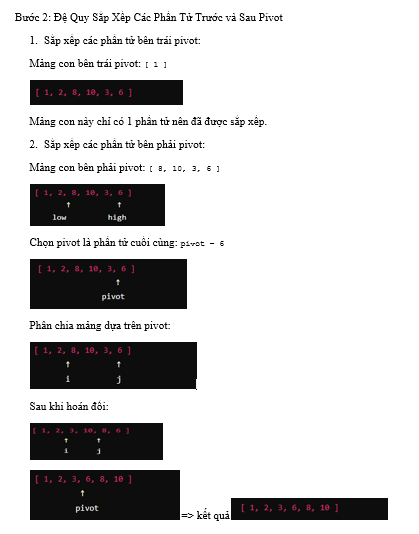 Bước 2: Đệ Quy Sắp Xếp Các Phần Tử Trước và Sau Pivot
1. Sắp xếp các phần tử bên trái pivot:
Mảng con bên trái pivot: [ 1 ]
[ 1, 2, 8, 10, 3, 6 ]
Mảng con này chỉ có 1 phần tử nên đã được sắp xếp.
2. Sắp xếp các phần tử bên phải pivot:
Mảng con bên phải pivot: [ 8, 10, 3, 6 ]
[ 1, 2, 8, 10, 3, 6 ]
↑ ↑
low high
Chọn pivot là phần tử cuối cùng: pivot = 6
[ 1, 2, 8, 10, 3, 6 ]
↑
pivot
Phân chia mảng dựa trên pivot:
[ 1, 2, 8, 10, 3, 6 ]
↑ ↑
i j
Sau khi hoán đổi:
[ 1, 2, 3, 10, 8, 6 ]
↑ ↑
i j
[ 1, 2, 3, 6, 8, 10 ]
↑
pivot
=> kết quả [ 1, 2, 3, 6, 8, 10 ]